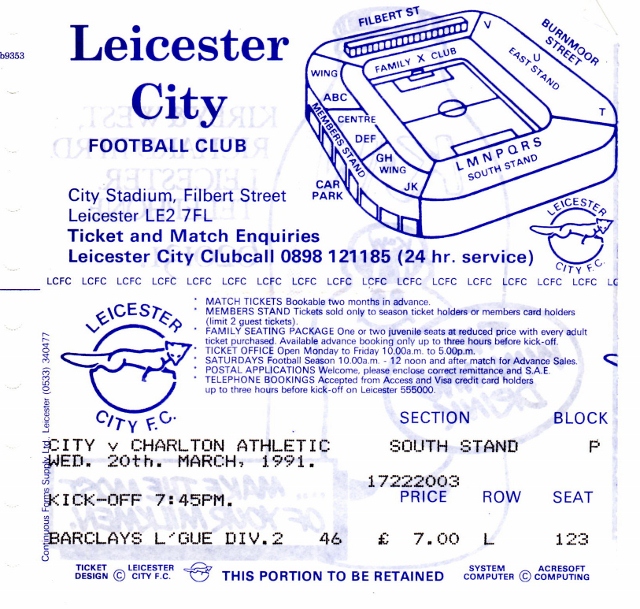 b9353
Leicester
City
FOOTBALL CLUB
City Stadium, Filbert Street
Leicester LE2 7FL
Ticket and Match Enquiries
Leicester City Clubcall 0898 121185 (24 hr. service)
FILBERT ST
BURNMOOR
STREET
V
U
EAST STAND
T
FAMILY X CLUB
WING
ABC
CENTRE
DEF
GH
WING
JK
MEMBERS STAND
CAR
PARK
LMNPQRS
SOUTH STAND
LEICESTER
CITY F.C.
LCFC LCFC LCFC LCFC LCFC LCFC LCFC LCFC LCFC LCFC LCFC LCFC LCFC LCFC LCFC LCFC LC
LEICESTER
CITY F.C.
* MATCH TICKETS Bookable two months in advance.
* MEMBERS STAND Tickets sold only to season ticket holders or members card holders
(limit 2 guest tickets).
* FAMILY SEATING PACKAGE One or two juvenile seats at reduced price with every adult
ticket purchased. Available advance booking only up to three hours before kick-off.
* TICKET OFFICE Open Monday to Friday 10.00a.m. to 5.00p.m.
* SATURDAYS Football Season 10.00a.m. - 12 noon and after match for Advance Sales.
* POSTAL APPLICATIONS Welcome, please enclose correct remittance and S.A.E.
* TELEPHONE BOOKINGS Accepted from Access and Visa credit card holders
up to three hours before kick-off on Leicester 555000.
Continuous Forms Supply Ltd., Leicester (0533) 340477
SECTION BLOCK
CITY v CHARLTON ATHLETIC SOUTH STAND P
WED. 20th. MARCH, 1991.
17222003
KICK-OFF 7:45PM. PRICE ROW SEAT
BARCLAYS L'GUE DIV.2 46 £ 7.00 L 123
TICKET
DESIGN © LEICESTER
CITY F.C.
THIS PORTION TO BE RETAINED
SYSTEM
COMPUTER © ACRESOFT
COMPUTING